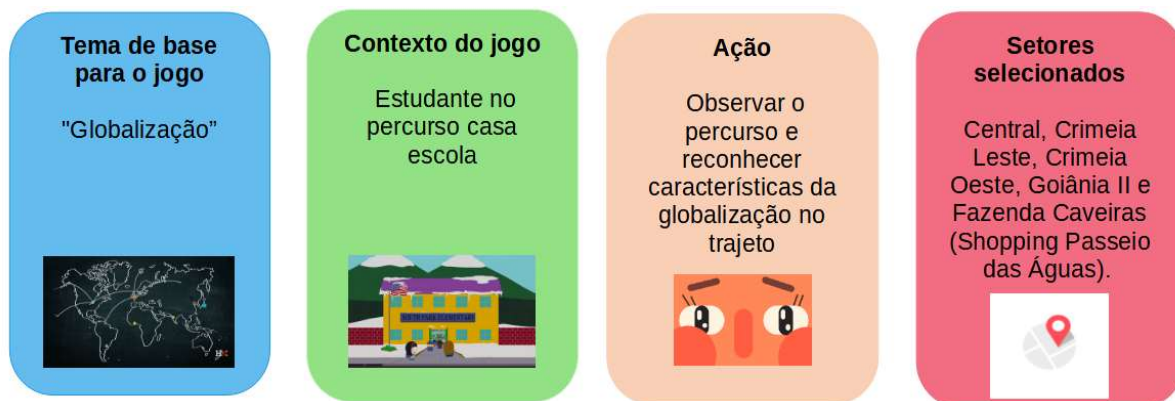 Tema de base
para o jogo
"Globalização”
Contexto do jogo
Estudante no
percurso casa
escola
Ação
Observar o
percurso e
reconhecer
características da
globalização no
trajeto
Setores
selecionados
Central, Crimeia
Leste, Crimeia
Oeste, Goiânia II e
Fazenda Caveiras
(Shopping Passeio
das Águas).